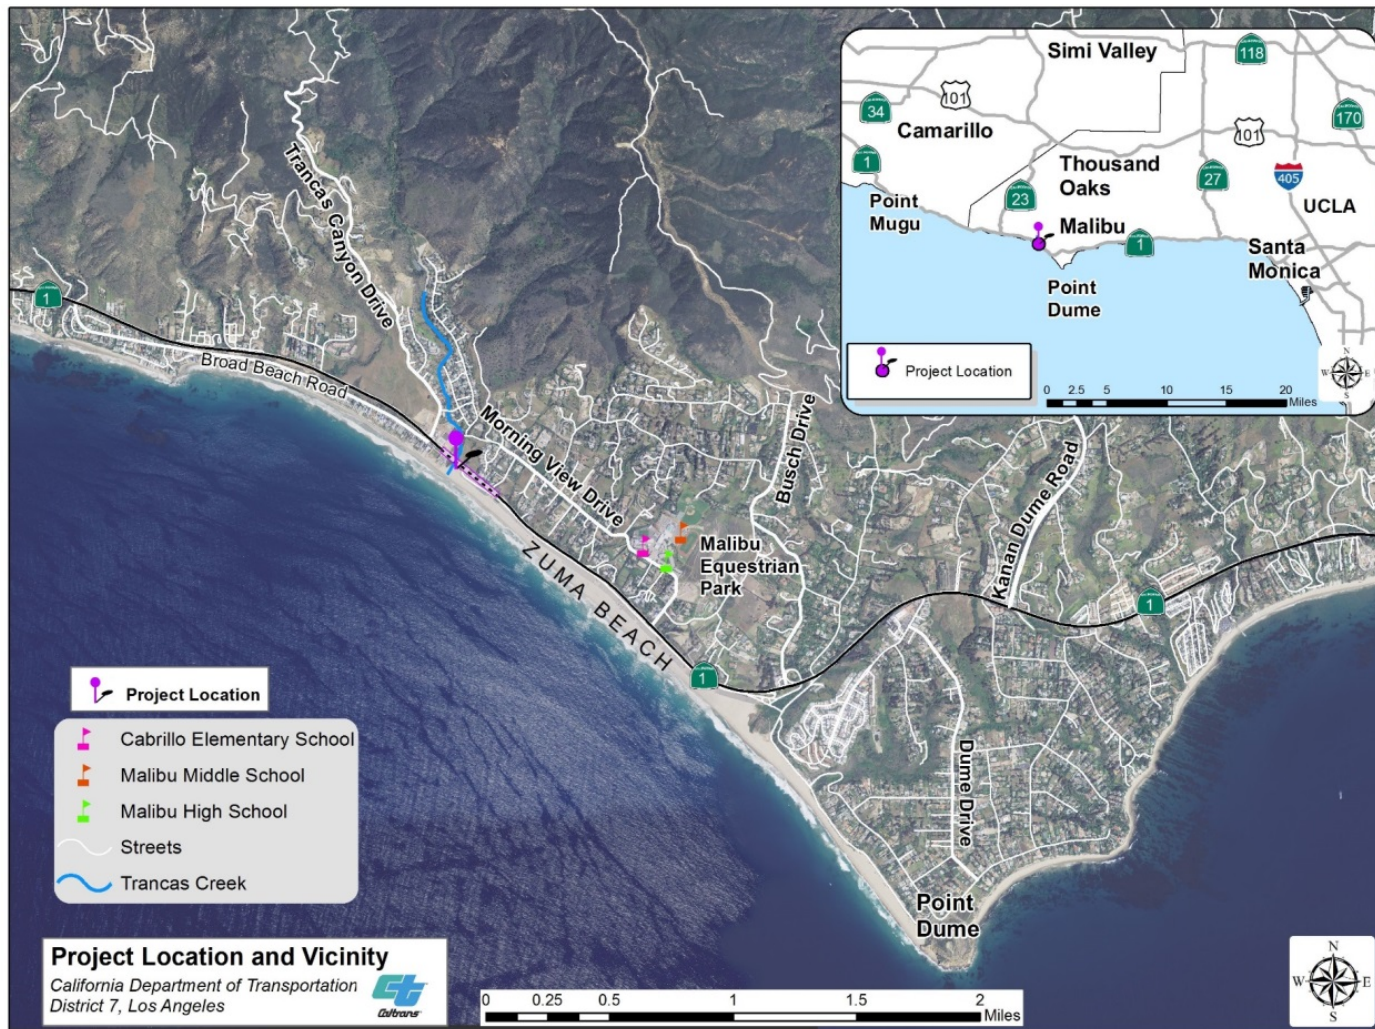 Simi Valley
118
101
34
170
Camarillo
101
1
Thousand
Oaks
27
405
23
UCLA
Point
Mugu
Malibu
1
Santa
Monica
Point
Dume
Project Location
N
W E
S
0 2.5 5 10 15 20
Miles
Trancas Canyon Drive
1
Broad Beach Road
Morning View Drive
Busch Drive
Kanan Dume Road
Malibu
Equestrian
Park
ZUMA BEACH
1
1
Dume Drive
Point
Dume
Project Location
Cabrillo Elementary School
Malibu Middle School
Malibu High School
Streets
Trancas Creek
Project Location and Vicinity
California Department of Transportation
District 7, Los Angeles
Caltrans
0 0.25 0.5 1 1.5 2
Miles
N
W E
S